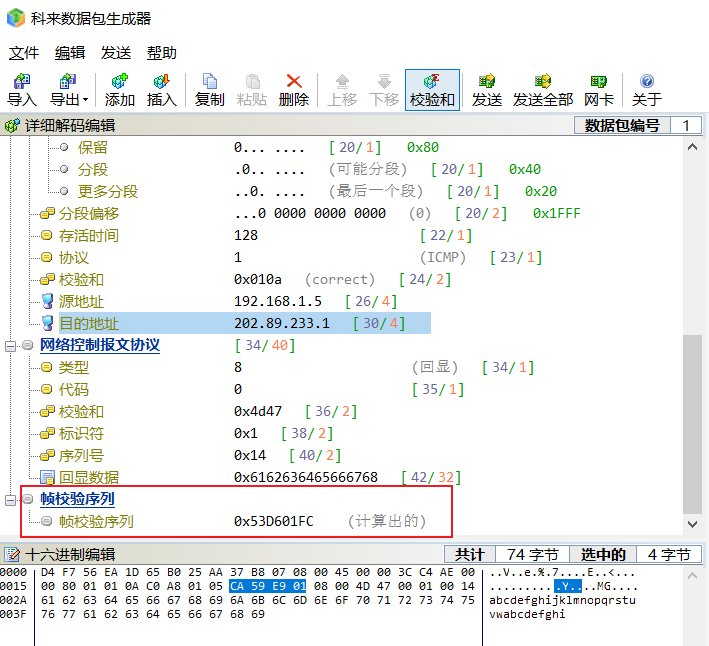 科来数据包生成器
文件 编辑 发送 帮助
导入 导出 添加 插入 复制 粘贴 删除 上移 下移 校验和 发送 发送全部 网卡 关于
详细解码编辑 数据包编号 1
保留 0... .... [20/1] 0x80
分段 .0.. .... (可能分段) [20/1] 0x40
更多分段 ..0. .... (最后一个段) [20/1] 0x20
分段偏移 ...0 0000 0000 0000 (0) [20/2] 0x1FFF
存活时间 128 [22/1]
协议 1 (ICMP) [23/1]
校验和 0x010a (correct) [24/2]
源地址 192.168.1.5 [26/4]
目的地址 202.89.233.1 [30/4]
网络控制报文协议 [34/40]
类型 8 (回显) [34/1]
代码 0 [35/1]
校验和 0x4d47 [36/2]
标识符 0x1 [38/2]
序列号 0x14 [40/2]
回显数据 0x6162636465666768 [42/32]
帧校验序列
帧校验序列 0x53D601FC (计算出的)
十六进制编辑 共计 74 字节 选中的 4 字节
0000 D4 F7 56 EA 1D 65 B0 25 AA 37 B8 07 08 00 45 00 00 3C C4 AE 00 ..V..e.%.7....E..<...
0015 00 80 01 01 0A C0 A8 01 05 CA 59 E9 01 08 00 4D 47 00 01 00 14 ..........Y....MG....
002A 61 62 63 64 65 66 67 68 69 6A 6B 6C 6D 6E 6F 70 71 72 73 74 75 abcdefghijklmnopqrstu
003F 76 77 61 62 63 64 65 66 67 68 69 vwabcdefghi